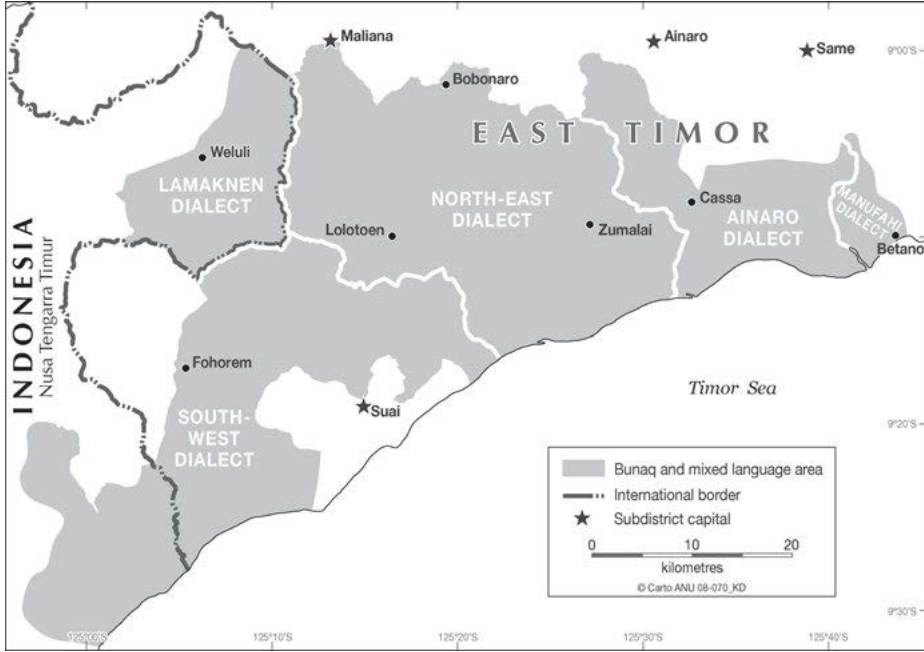 Maliana
Ainaro
Same
9°00'S
Bobonaro
EAST TIMOR
Weluli
LAMAKNEN
DIALECT
NORTH-EAST
DIALECT
Cassa
MANUFAHI
DIALECT
Lolotoen
Zumalai
AINARO
DIALECT
Betano
INDONESIA
Nusa Tengarra Timur
Fohorem
Timor Sea
Suai
SOUTH-
WEST
DIALECT
9°20'S
Bunaq and mixed language area
International border
Subdistrict capital
0 10 20
kilometres
© Carto ANU 08-070_KD
9°30'S
125°00'S 125°10'S 125°20'S 125°30'S 125°40'S